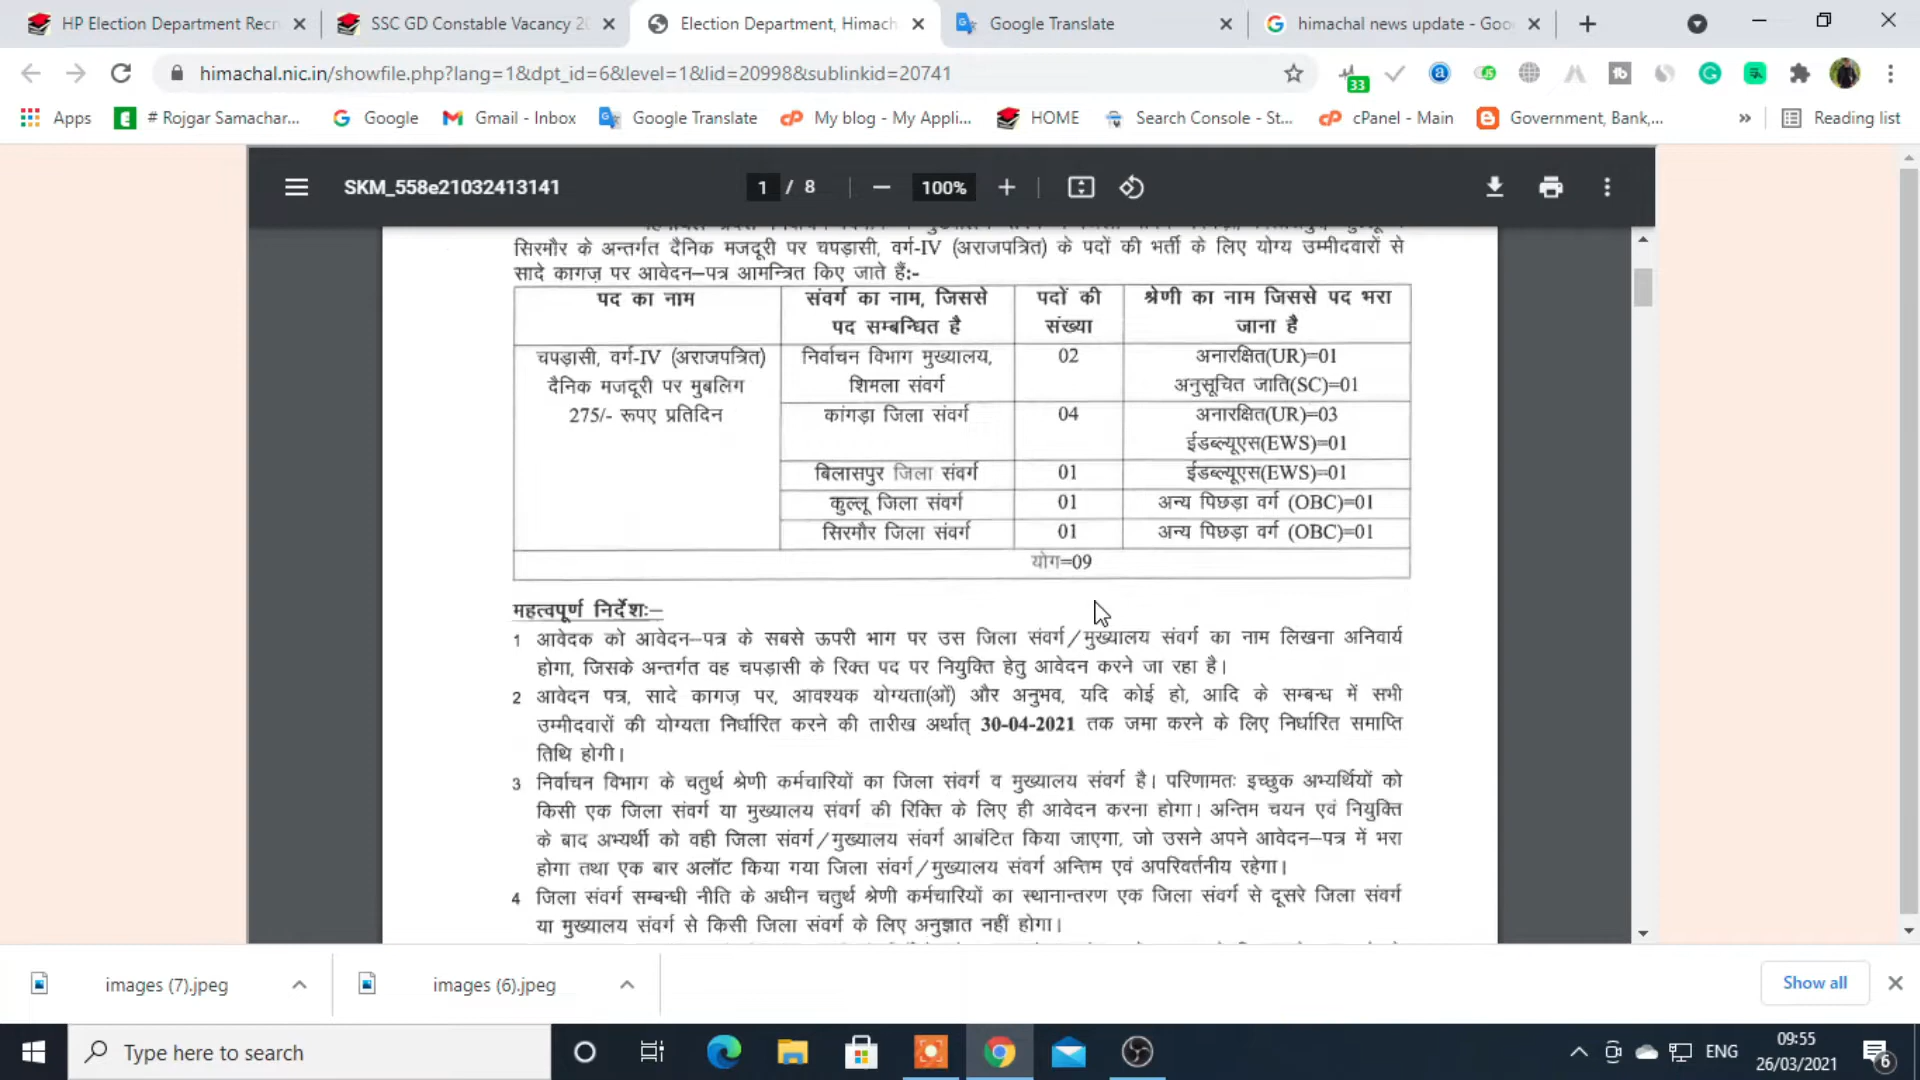 HP Election Department Recr
SSC GD Constable Vacancy 20
Election Department, Himach
Google Translate
himachal news update - Goo
himachal.nic.in/showfile.php?lang=1&dpt_id=6&level=1&lid=20998&sublinkid=20741
33
Apps
# Rojgar Samachar...
Google
Gmail - Inbox
Google Translate
My blog - My Appli...
HOME
Search Console - St...
cPanel - Main
Government, Bank,...
»
Reading list
SKM_558e21032413141
1 / 8
100%
सिरमौर के अन्तर्गत दैनिक मजदूरी पर चपड़ासी, वर्ग-IV (अराजपत्रित) के पदों की भर्ती के लिए योग्य उम्मीदवारों से
सादे कागज़ पर आवेदन–पत्र आमन्त्रित किए जाते हैं:-
पद का नाम
संवर्ग का नाम, जिससे
पद सम्बन्धित है
पदों की
संख्या
श्रेणी का नाम जिससे पद भरा
जाना है
चपड़ासी, वर्ग-IV (अराजपत्रित)
दैनिक मजदूरी पर मुबलिग
275/- रूपए प्रतिदिन
निर्वाचन विभाग मुख्यालय,
शिमला संवर्ग
02
अनारक्षित(UR)=01
अनुसूचित जाति(SC)=01
कांगड़ा जिला संवर्ग
04
अनारक्षित(UR)=03
ईडब्ल्यूएस(EWS)=01
बिलासपुर जिला संवर्ग
01
ईडब्ल्यूएस(EWS)=01
कुल्लू जिला संवर्ग
01
अन्य पिछड़ा वर्ग (OBC)=01
सिरमौर जिला संवर्ग
01
अन्य पिछड़ा वर्ग (OBC)=01
योग=09
महत्वपूर्ण निर्देशः–
1 आवेदक को आवेदन–पत्र के सबसे ऊपरी भाग पर उस जिला संवर्ग/मुख्यालय संवर्ग का नाम लिखना अनिवार्य
होगा, जिसके अन्तर्गत वह चपड़ासी के रिक्त पद पर नियुक्ति हेतु आवेदन करने जा रहा है।
2 आवेदन पत्र, सादे कागज़ पर, आवश्यक योग्यता(ओं) और अनुभव, यदि कोई हो, आदि के सम्बन्ध में सभी
उम्मीदवारों की योग्यता निर्धारित करने की तारीख अर्थात् 30-04-2021 तक जमा करने के लिए निर्धारित समाप्ति
तिथि होगी।
3 निर्वाचन विभाग के चतुर्थ श्रेणी कर्मचारियों का जिला संवर्ग व मुख्यालय संवर्ग है। परिणामतः इच्छुक अभ्यर्थियों को
किसी एक जिला संवर्ग या मुख्यालय संवर्ग की रिक्ति के लिए ही आवेदन करना होगा। अन्तिम चयन एवं नियुक्ति
के बाद अभ्यर्थी को वही जिला संवर्ग/मुख्यालय संवर्ग आबंटित किया जाएगा, जो उसने अपने आवेदन–पत्र में भरा
होगा तथा एक बार अलॉट किया गया जिला संवर्ग/मुख्यालय संवर्ग अन्तिम एवं अपरिवर्तनीय रहेगा।
4 जिला संवर्ग सम्बन्धी नीति के अधीन चतुर्थ श्रेणी कर्मचारियों का स्थानान्तरण एक जिला संवर्ग से दूसरे जिला संवर्ग
या मुख्यालय संवर्ग से किसी जिला संवर्ग के लिए अनुज्ञात नहीं होगा।
images (7).jpeg
images (6).jpeg
Show all
Type here to search
ENG
09:55
26/03/2021
6